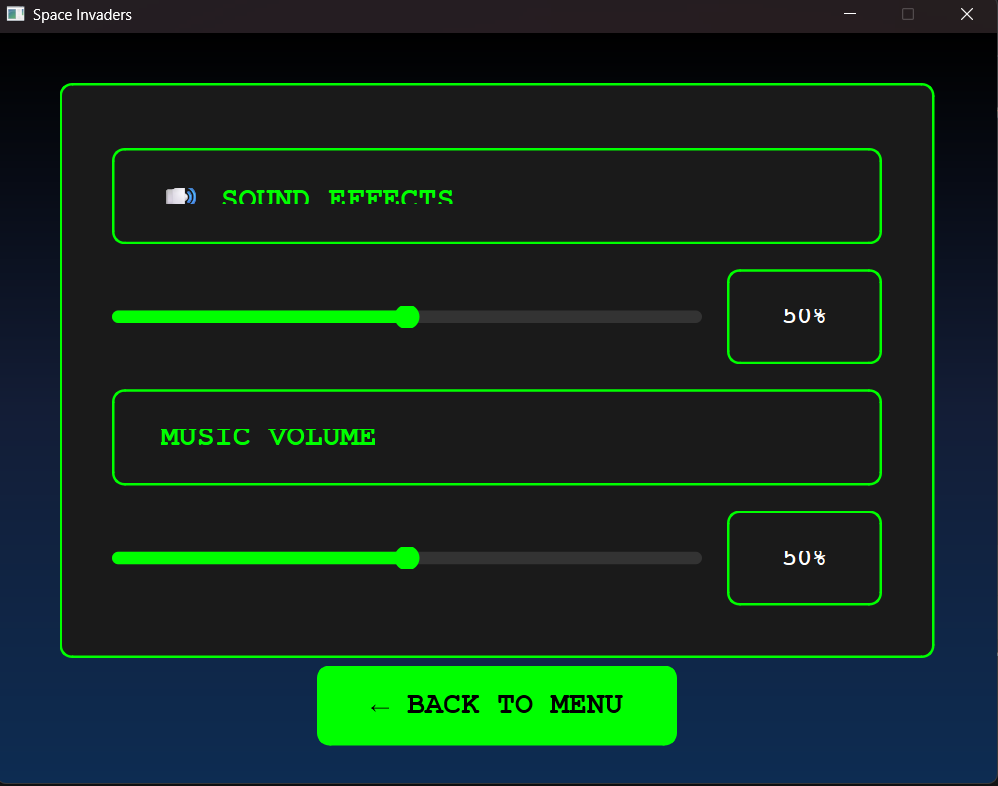 Space Invaders
🔊 SOUND EFFECTS
50%
MUSIC VOLUME
50%
← BACK TO MENU